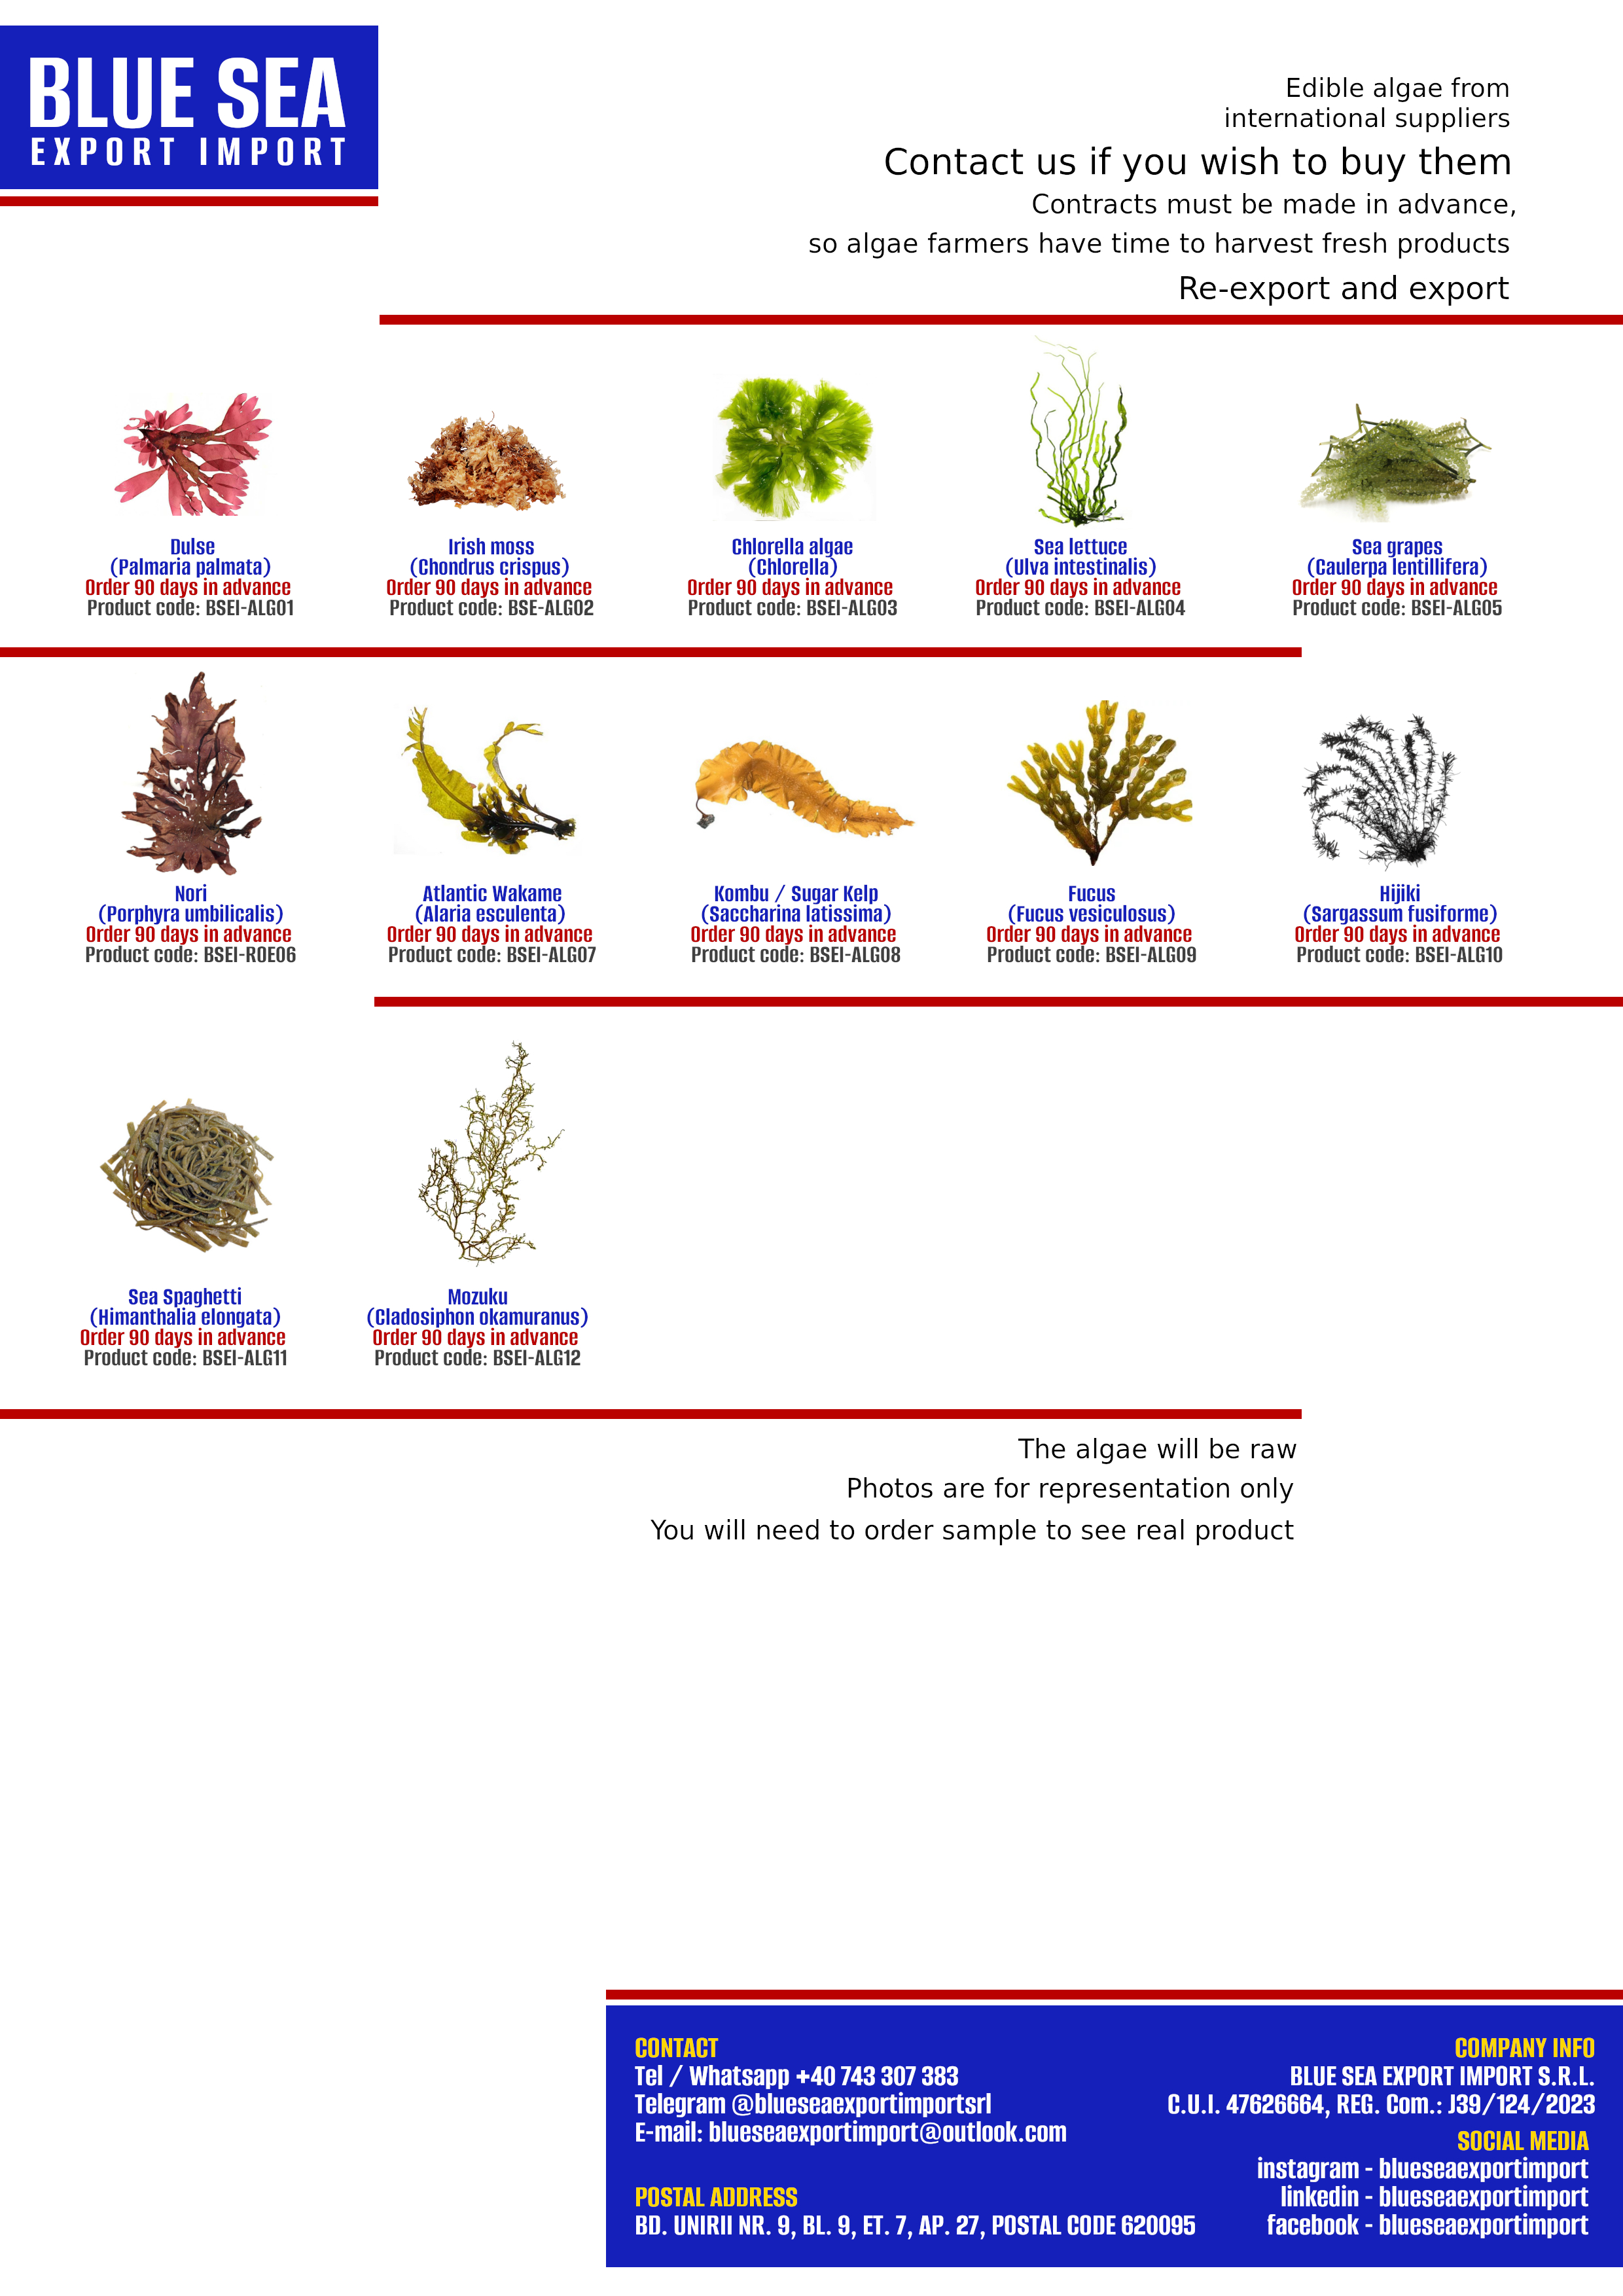 BLUE SEA
EXPORT IMPORT
Edible algae from
international suppliers
Contact us if you wish to buy them
Contracts must be made in advance,
so algae farmers have time to harvest fresh products
Re-export and export
Dulse
(Palmaria palmata)
Order 90 days in advance
Product code: BSEI-ALG01
Irish moss
(Chondrus crispus)
Order 90 days in advance
Product code: BSE-ALG02
Chlorella algae
(Chlorella)
Order 90 days in advance
Product code: BSEI-ALG03
Sea lettuce
(Ulva intestinalis)
Order 90 days in advance
Product code: BSEI-ALG04
Sea grapes
(Caulerpa lentillifera)
Order 90 days in advance
Product code: BSEI-ALG05
Nori
(Porphyra umbilicalis)
Order 90 days in advance
Product code: BSEI-ROE06
Atlantic Wakame
(Alaria esculenta)
Order 90 days in advance
Product code: BSEI-ALG07
Kombu / Sugar Kelp
(Saccharina latissima)
Order 90 days in advance
Product code: BSEI-ALG08
Fucus
(Fucus vesiculosus)
Order 90 days in advance
Product code: BSEI-ALG09
Hijiki
(Sargassum fusiforme)
Order 90 days in advance
Product code: BSEI-ALG10
Sea Spaghetti
(Himanthalia elongata)
Order 90 days in advance
Product code: BSEI-ALG11
Mozuku
(Cladosiphon okamuranus)
Order 90 days in advance
Product code: BSEI-ALG12
The algae will be raw
Photos are for representation only
You will need to order sample to see real product
CONTACT
Tel / Whatsapp +40 743 307 383
Telegram @blueseaexportimportsrl
E-mail: blueseaexportimport@outlook.com
POSTAL ADDRESS
BD. UNIRII NR. 9, BL. 9, ET. 7, AP. 27, POSTAL CODE 620095
COMPANY INFO
BLUE SEA EXPORT IMPORT S.R.L.
C.U.I. 47626664, REG. Com.: J39/124/2023
SOCIAL MEDIA
instagram - blueseaexportimport
linkedin - blueseaexportimport
facebook - blueseaexportimport